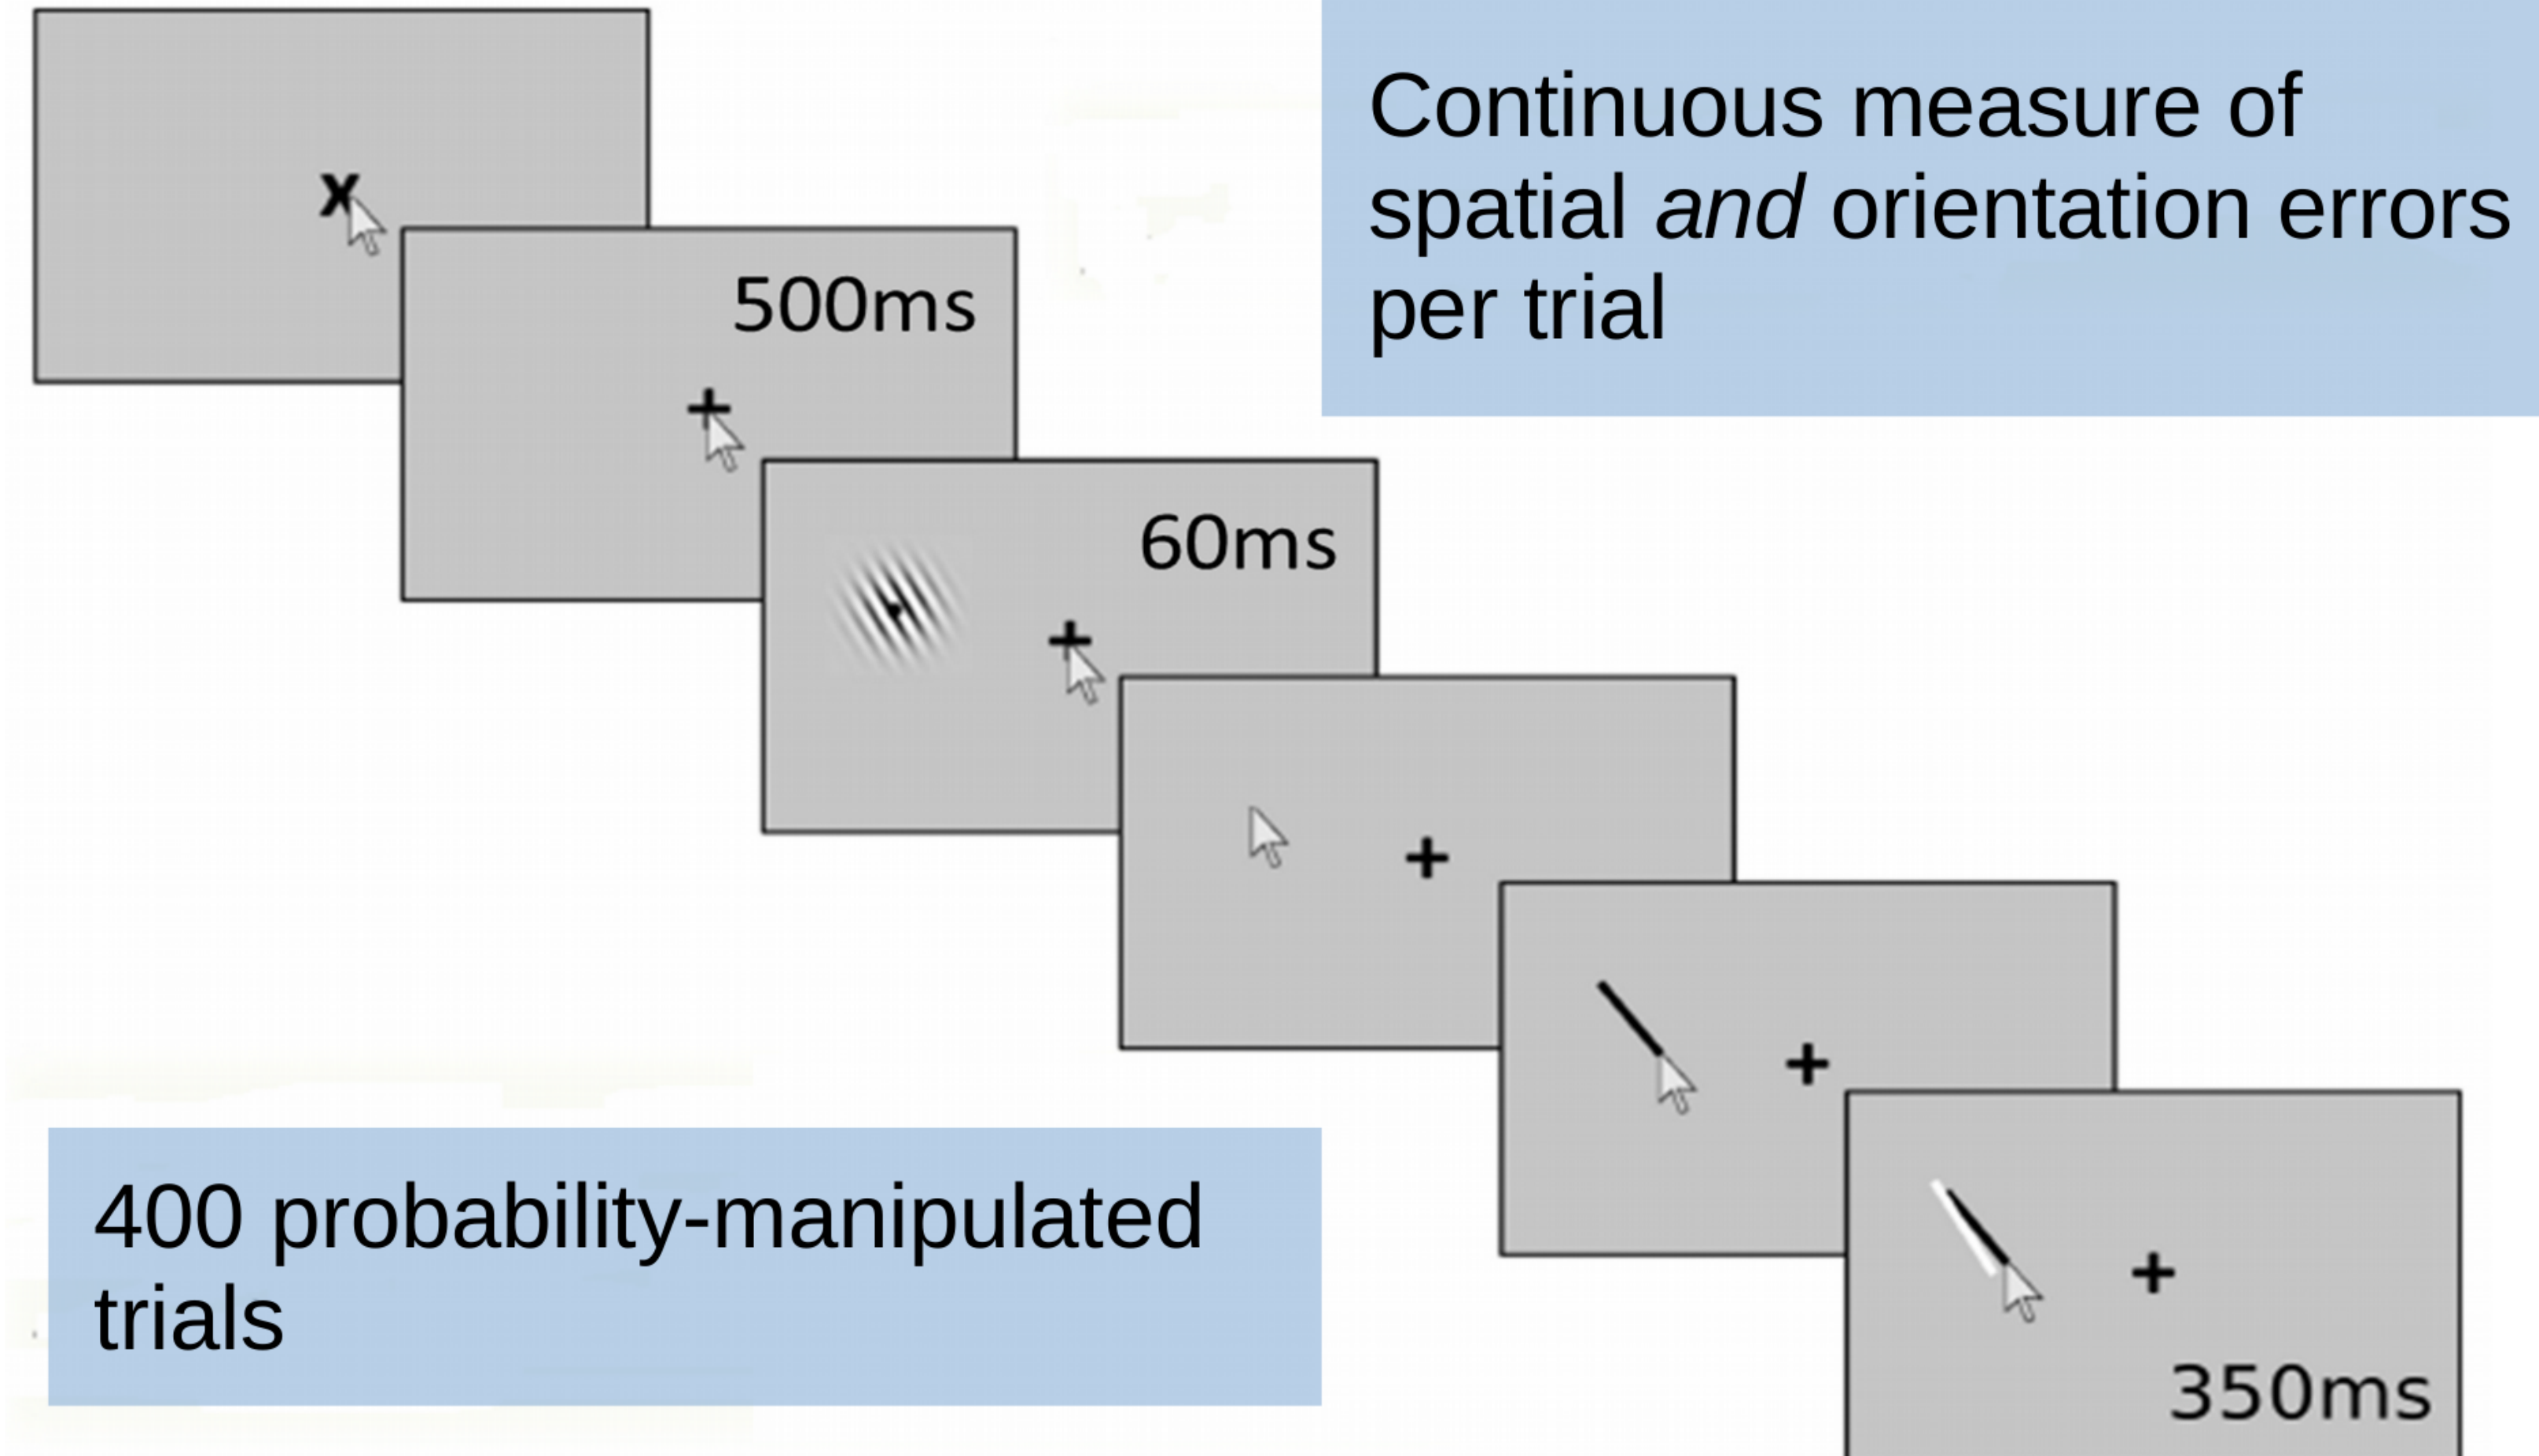 x
500ms
60ms
350ms
Continuous measure of
spatial and orientation errors
per trial
400 probability-manipulated
trials